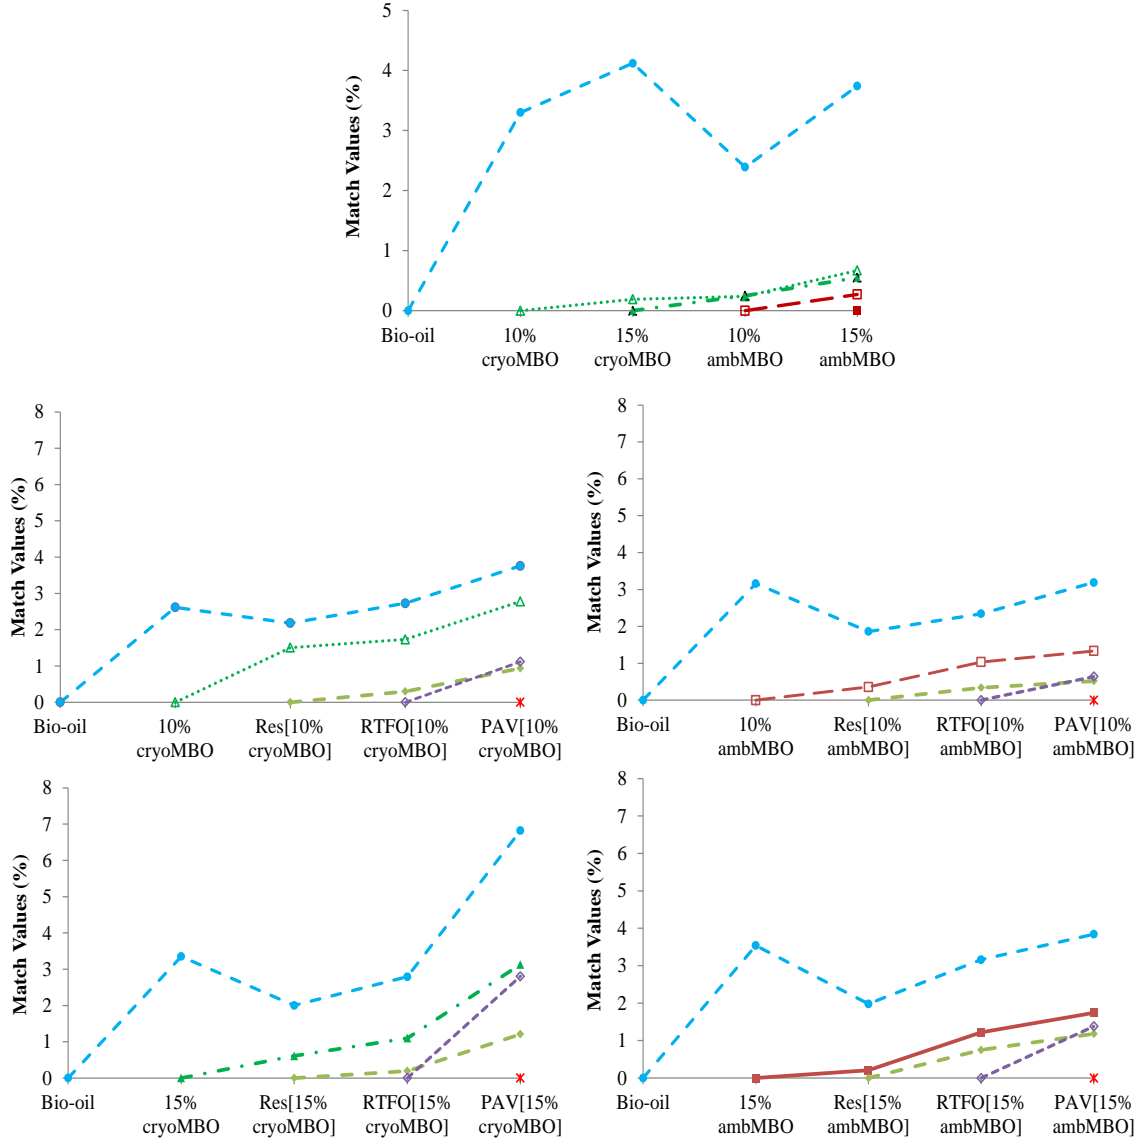 Match Values (%)
5
4
3
2
1
0
Bio-oil 10% 15% 10% 15%
cryoMBO cryoMBO ambMBO ambMBO
Match Values (%)
8
7
6
5
4
3
2
1
0
Bio-oil 10% Res[10% RTFO[10% PAV[10%
cryoMBO cryoMBO] cryoMBO] cryoMBO]
Match Values (%)
8
7
6
5
4
3
2
1
0
Bio-oil 10% Res[10% RTFO[10% PAV[10%
ambMBO ambMBO] ambMBO] ambMBO]
Match Values (%)
8
7
6
5
4
3
2
1
0
Bio-oil 15% Res[15% RTFO[15% PAV[15%
cryoMBO cryoMBO] cryoMBO] cryoMBO]
Match Values (%)
8
7
6
5
4
3
2
1
0
Bio-oil 15% Res[15% RTFO[15% PAV[15%
ambMBO ambMBO] ambMBO] ambMBO]